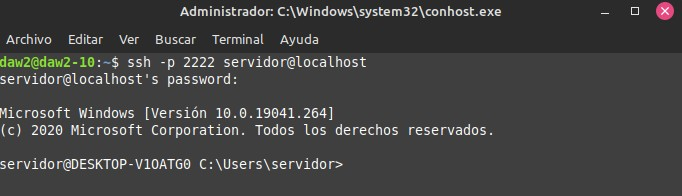 Administrador: C:\Windows\system32\conhost.exe
Archivo Editar Ver Buscar Terminal Ayuda
daw2@daw2-10:~$ ssh -p 2222 servidor@localhost
servidor@localhost's password:
Microsoft Windows [Versión 10.0.19041.264]
(c) 2020 Microsoft Corporation. Todos los derechos reservados.
servidor@DESKTOP-V1OATG0 C:\Users\servidor>